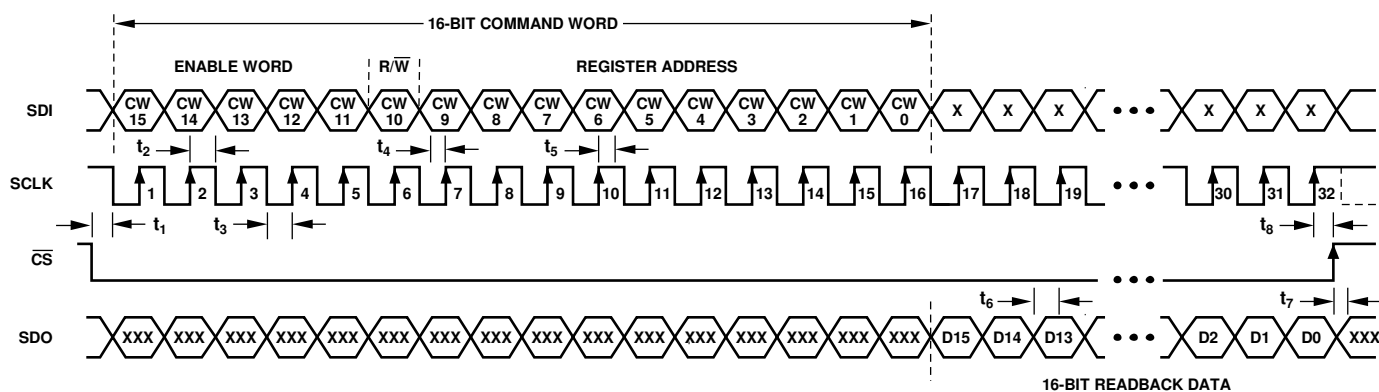 16-BIT COMMAND WORD
ENABLE WORD R/W̅ REGISTER ADDRESS
SDI CW 15 CW 14 CW 13 CW 12 CW 11 CW 10 CW 9 CW 8 CW 7 CW 6 CW 5 CW 4 CW 3 CW 2 CW 1 CW 0 X X X X X X
t2 t4 t5
SCLK 1 2 3 4 5 6 7 8 9 10 11 12 13 14 15 16 17 18 19 30 31 32
t1 t3 t8
C̅S̅
t6 t7
SDO XXX XXX XXX XXX XXX XXX XXX XXX XXX XXX XXX XXX XXX XXX XXX XXX D15 D14 D13 D2 D1 D0 XXX
16-BIT READBACK DATA